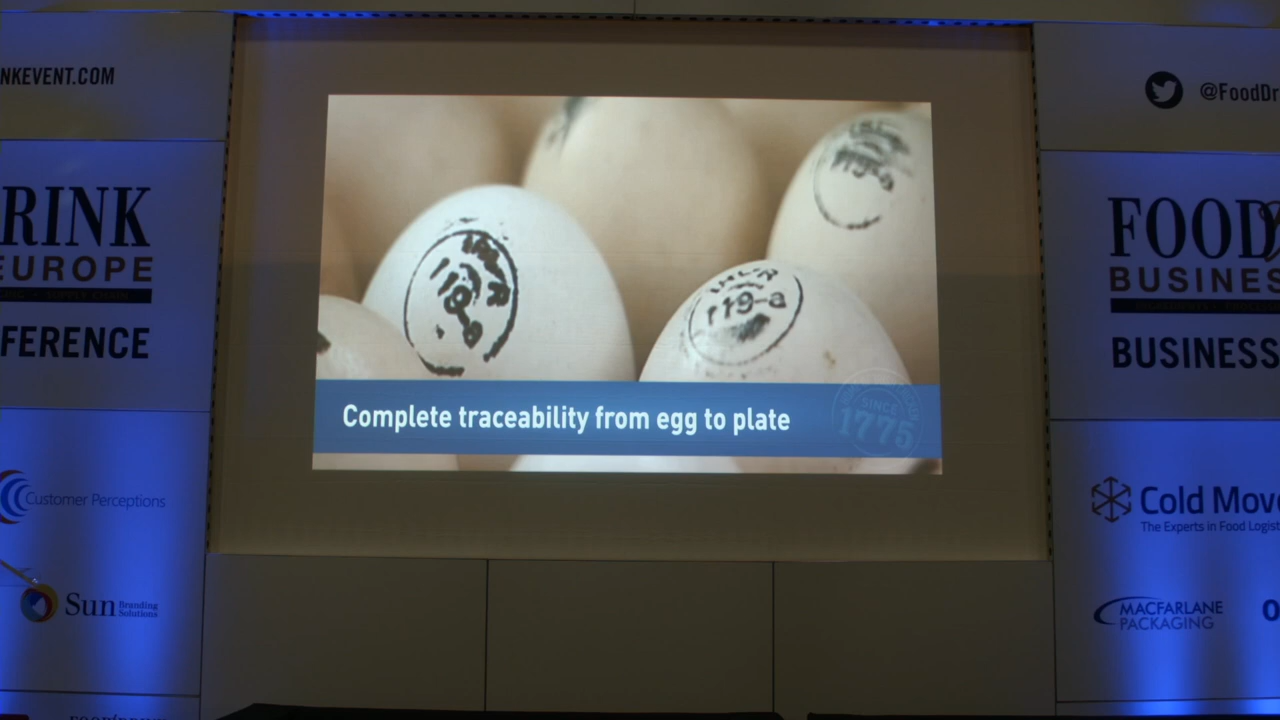 NKEVENT.COM
RINK
EUROPE
FERENCE
Customer Perceptions
Sun Branding
Solutions
119-a
Complete traceability from egg to plate
SINCE
1775
@FoodDr
FOOD
BUSINES
BUSINESS
Cold Move
The Experts in Food Logist
MACFARLANE
PACKAGING